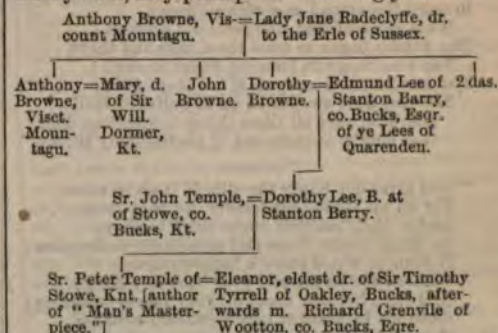 Anthony Browne, Vis-=Lady Jane Radeclyffe, dr.
count Mountagu. to the Erle of Sussex.
Anthony=Mary, d. John Dorothy=Edmund Lee of 2 das.
Browne, of Sir Browne. Browne. Stanton Barry,
Visct. Will. co. Bucks, Esqr.
Moun- Dormer, of ye Lees of
tagu. Kt. Quarenden.
Sr. John Temple,=Dorothy Lee, B. at
of Stowe, co. Stanton Berry.
Bucks, Kt.
Sr. Peter Temple of=Eleanor, eldest dr. of Sir Timothy
Stowe, Knt. [author Tyrrell of Oakley, Bucks, after-
of "Man's Master- wards m. Richard Grenvile of
piece."] Wootton, co. Bucks, Eqre.